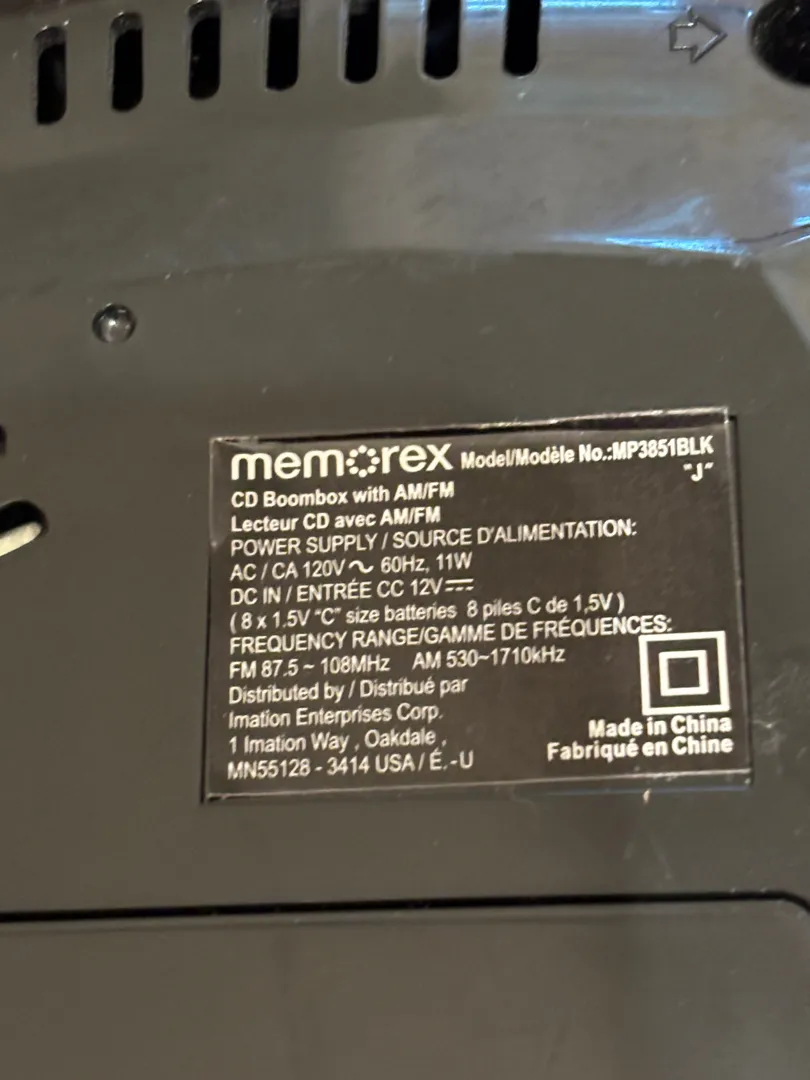 memorex Model/Modèle No.:MP3851BLK
"J"
CD Boombox with AM/FM
Lecteur CD avec AM/FM
POWER SUPPLY / SOURCE D'ALIMENTATION:
AC / CA 120V ~ 60Hz, 11W
DC IN / ENTRÉE CC 12V ⎓
( 8 x 1.5V "C" size batteries 8 piles C de 1,5V )
FREQUENCY RANGE/GAMME DE FRÉQUENCES:
FM 87.5 ~ 108MHz AM 530~1710kHz
Distributed by / Distribué par
Imation Enterprises Corp.
1 Imation Way , Oakdale ,
MN55128 - 3414 USA / É.-U
Made in China
Fabriqué en Chine